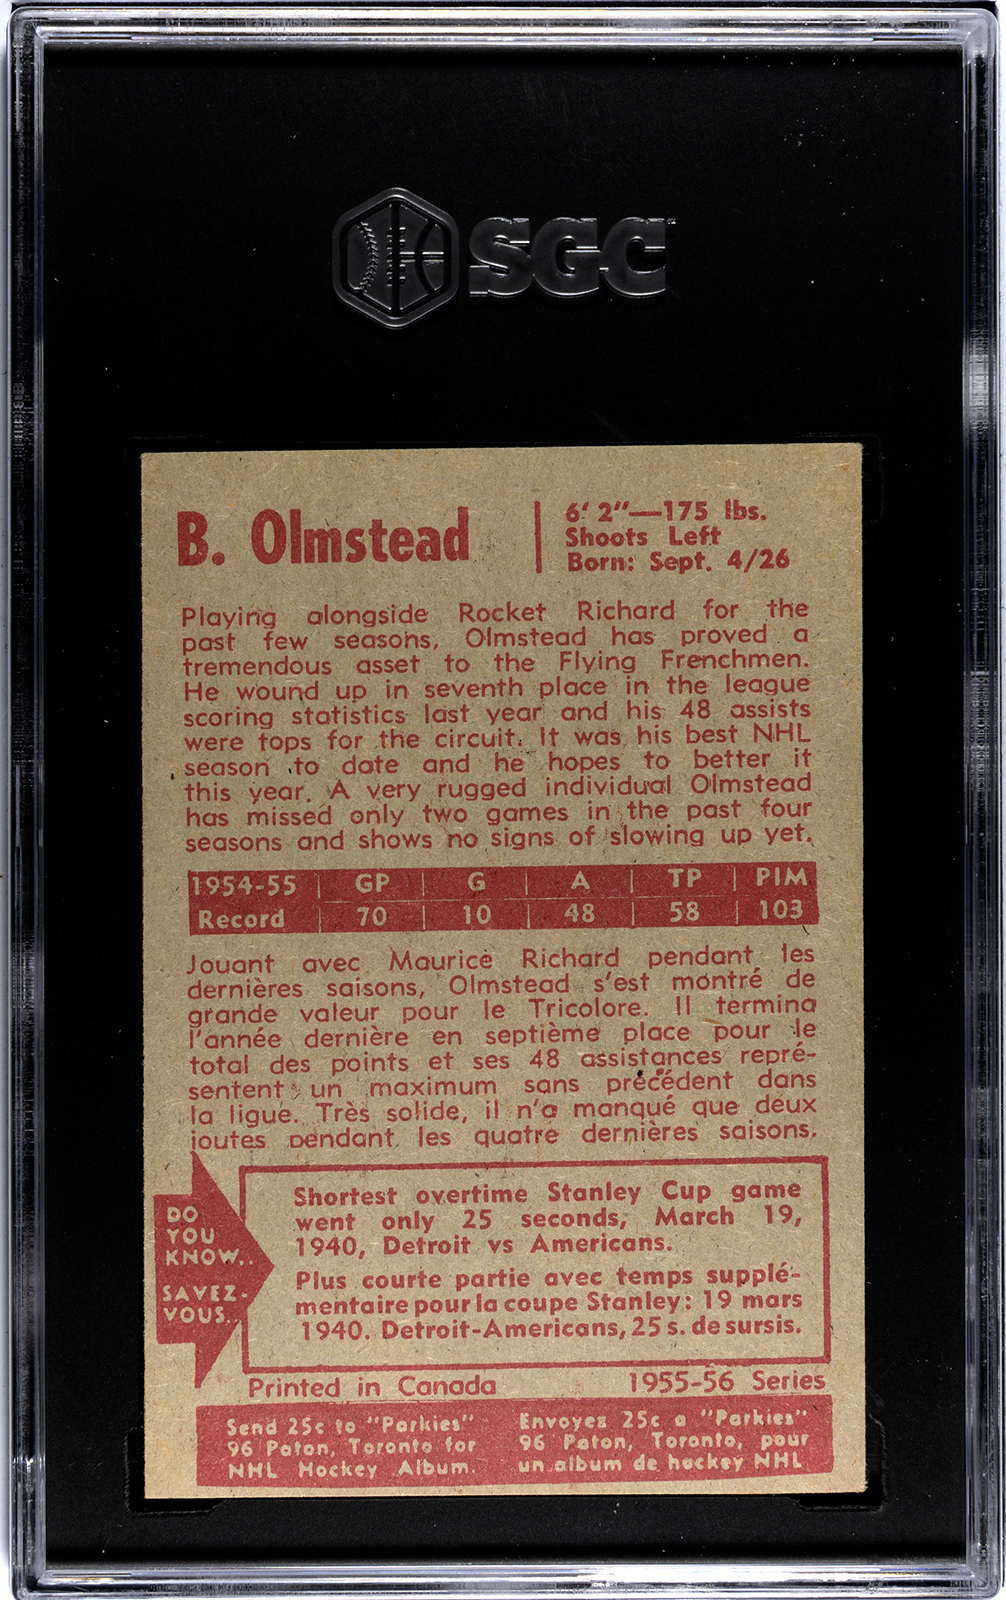 SGC
B. Olmstead
6' 2"—175 lbs.
Shoots Left
Born: Sept. 4/26
Playing alongside Rocket Richard for the
past few seasons, Olmstead has proved a
tremendous asset to the Flying Frenchmen.
He wound up in seventh place in the league
scoring statistics last year and his 48 assists
were tops for the circuit. It was his best NHL
season to date and he hopes to better it
this year. A very rugged individual Olmstead
has missed only two games in the past four
seasons and shows no signs of slowing up yet.
1954-55 | GP | G | A | TP | PIM
Record | 70 | 10 | 48 | 58 | 103
Jouant avec Maurice Richard pendant les
dernières saisons, Olmstead s'est montré de
grande valeur pour le Tricolore. Il termina
l'année dernière en septième place pour le
total des points et ses 48 assistances repré-
sentent un maximum sans précédent dans
la ligue. Très solide, il n'a manqué que deux
joutes pendant les quatre dernières saisons.
DO
YOU
KNOW..
SAVEZ-
VOUS..
Shortest overtime Stanley Cup game
went only 25 seconds, March 19,
1940, Detroit vs Americans.
Plus courte partie avec temps supplé-
mentaire pour la coupe Stanley: 19 mars
1940. Detroit-Americans, 25 s. de sursis.
Printed in Canada
1955-56 Series
Send 25c to "Parkies"
96 Paton, Toronto for
NHL Hockey Album.
Envoyez 25c a "Parkies"
96 Paton, Toronto, pour
un album de hockey NHL